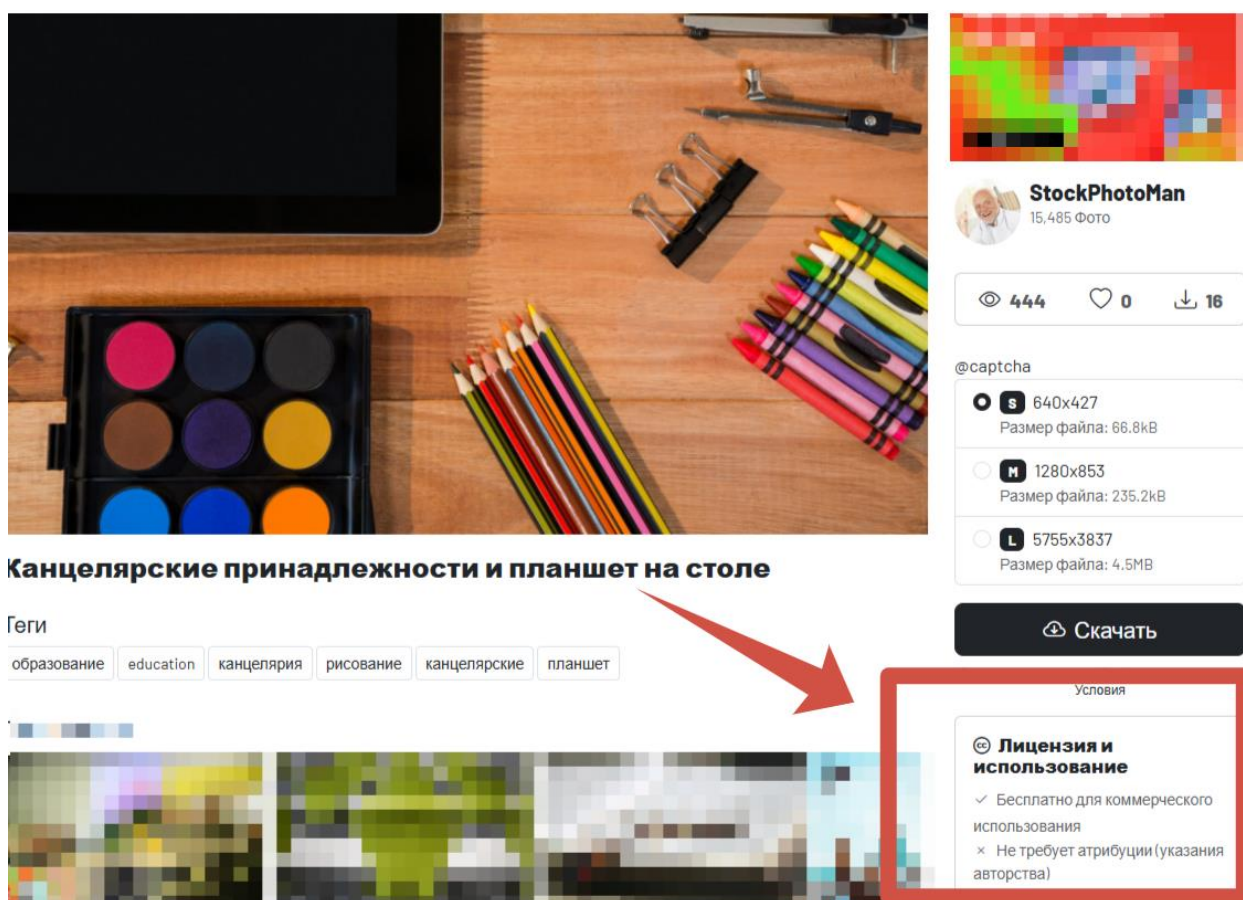 StockPhotoMan
15,485 Фото
444
0
16
@captcha
S 640x427
Размер файла: 66.8kB
M 1280x853
Размер файла: 235.2kB
L 5755x3837
Размер файла: 4.5MB
Скачать
Условия
Лицензия и
использование
Бесплатно для коммерческого
использования
Не требует атрибуции (указания
авторства)
Канцелярские принадлежности и планшет на столе
Теги
образование education канцелярия рисование канцелярские планшет